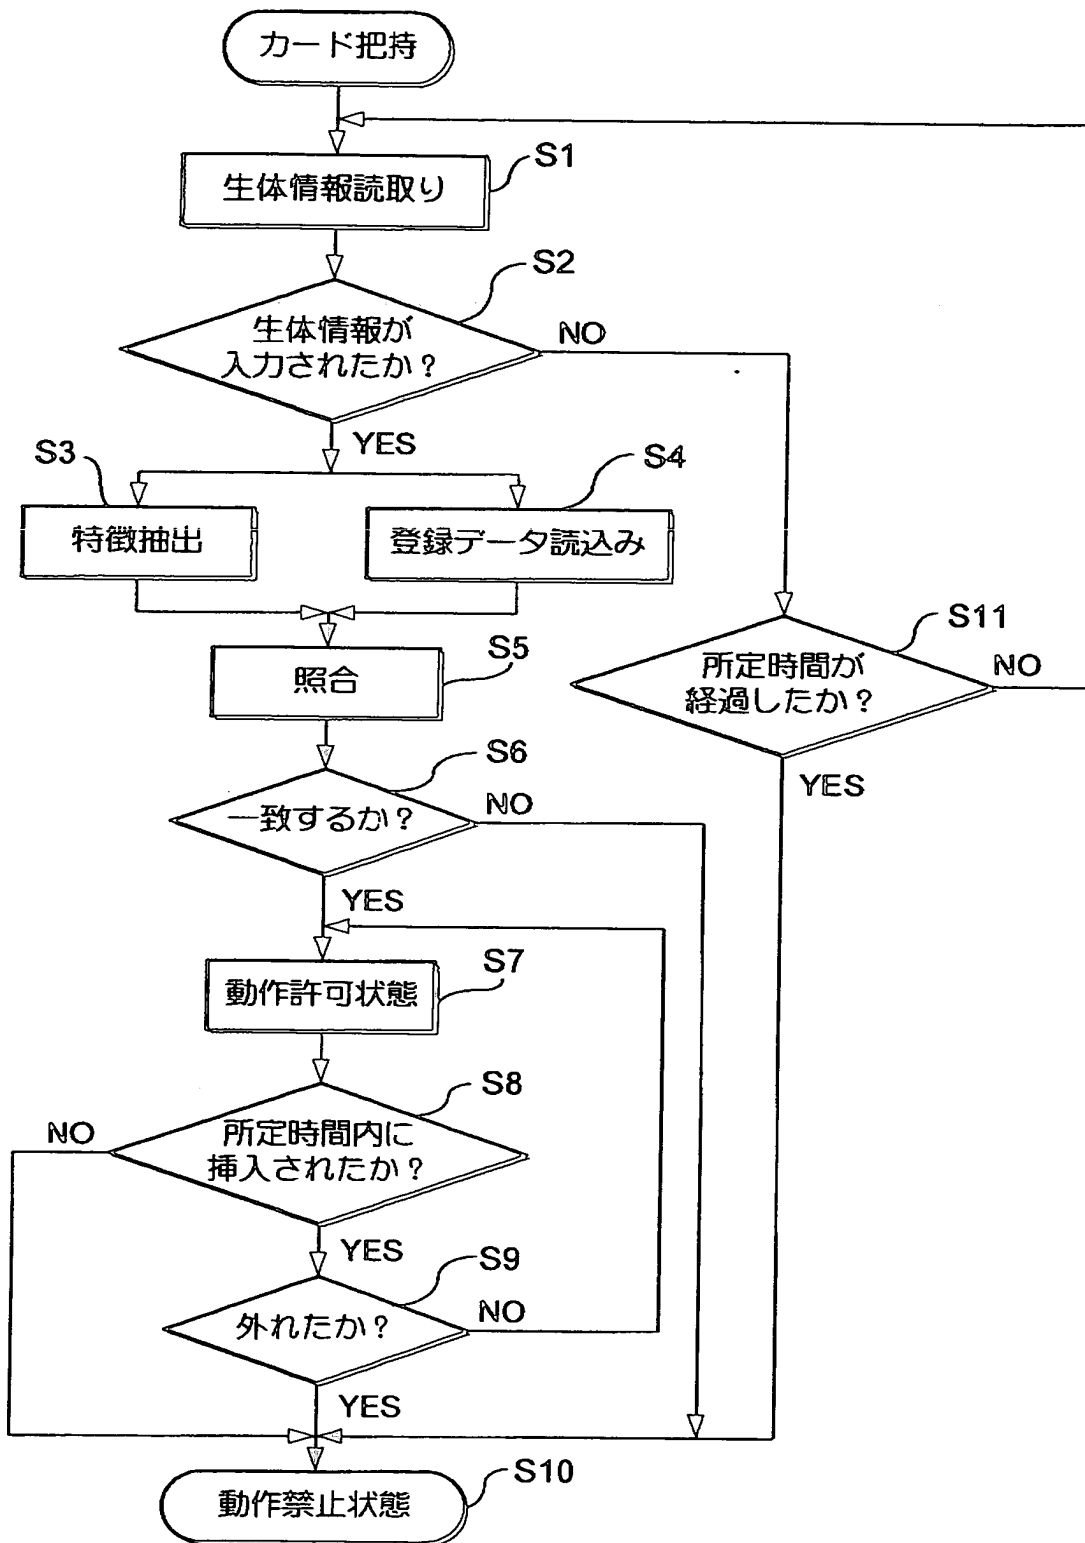 カード把持
S1
生体情報読取り
S2
生体情報が
入力されたか？
NO
YES
S3
S4
特徴抽出
登録データ読込み
S11
所定時間が
経過したか？
NO
YES
S5
照合
S6
一致するか？
NO
YES
S7
動作許可状態
S8
所定時間内に
挿入されたか？
NO
YES
S9
外れたか？
NO
YES
S10
動作禁止状態